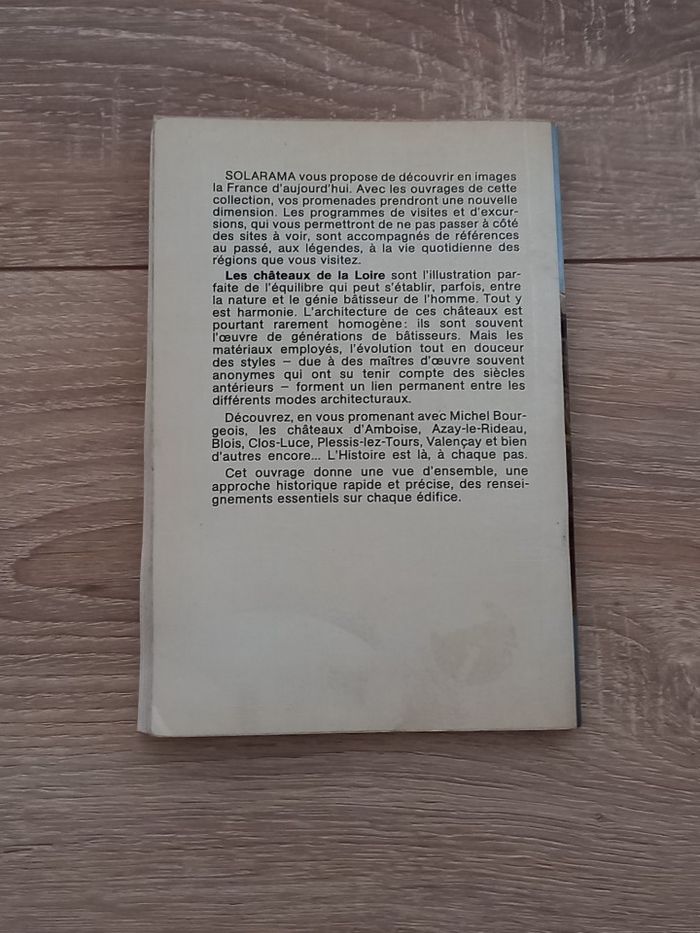 SOLARAMA vous propose de découvrir en images
la France d'aujourd'hui. Avec les ouvrages de cette
collection, vos promenades prendront une nouvelle
dimension. Les programmes de visites et d'excur-
sions, qui vous permettront de ne pas passer à côté
des sites à voir, sont accompagnés de références
au passé, aux légendes, à la vie quotidienne des
régions que vous visitez.
Les châteaux de la Loire sont l'illustration par-
faite de l'équilibre qui peut s'établir, parfois, entre
la nature et le génie bâtisseur de l'homme. Tout y
est harmonie. L'architecture de ces châteaux est
pourtant rarement homogène : ils sont souvent
l'œuvre de générations de bâtisseurs. Mais les
matériaux employés, l'évolution tout en douceur
des styles – due à des maîtres d'œuvre souvent
anonymes qui ont su tenir compte des siècles
antérieurs – forment un lien permanent entre les
différents modes architecturaux.
Découvrez, en vous promenant avec Michel Bour-
geois, les châteaux d'Amboise, Azay-le-Rideau,
Blois, Clos-Luce, Plessis-lez-Tours, Valençay et bien
d'autres encore... L'Histoire est là, à chaque pas.
Cet ouvrage donne une vue d'ensemble, une
approche historique rapide et précise, des rensei-
gnements essentiels sur chaque édifice.